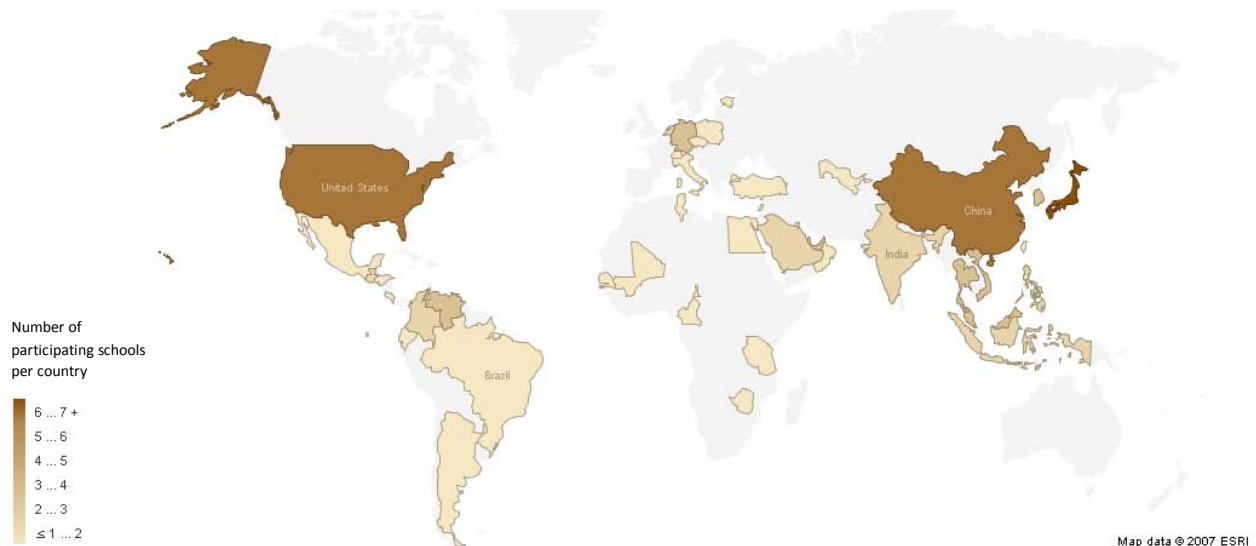 United States
China
India
Brazil
Number of
participating schools
per country
6 ... 7 +
5 ... 6
4 ... 5
3 ... 4
2 ... 3
≤ 1 ... 2
Map data © 2007 ESRI